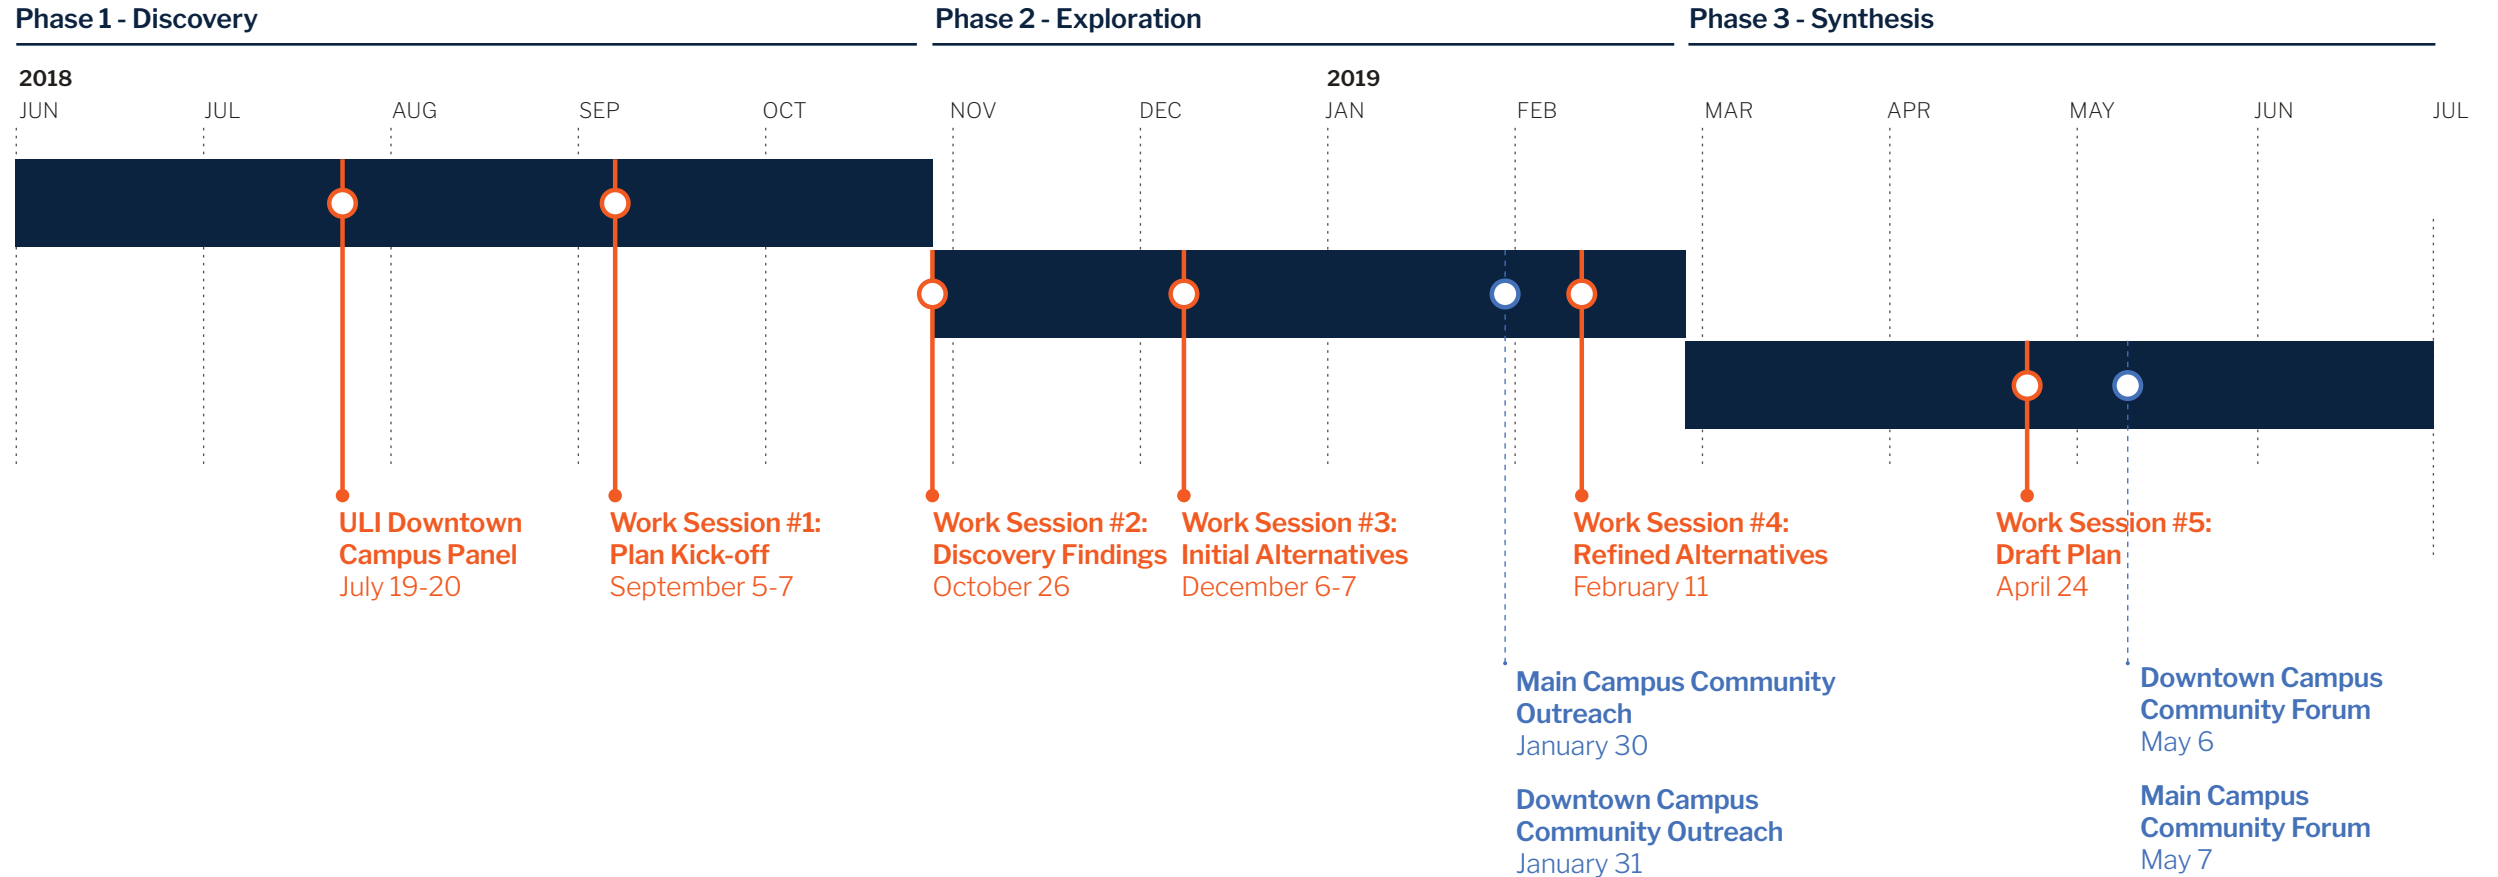 Phase 1 - Discovery
Phase 2 - Exploration
Phase 3 - Synthesis
2018
2019
JUN
JUL
AUG
SEP
OCT
NOV
DEC
JAN
FEB
MAR
APR
MAY
JUN
JUL
ULI Downtown
Campus Panel
July 19-20
Work Session #1:
Plan Kick-off
September 5-7
Work Session #2:
Discovery Findings
October 26
Work Session #3:
Initial Alternatives
December 6-7
Work Session #4:
Refined Alternatives
February 11
Work Session #5:
Draft Plan
April 24
Main Campus Community
Outreach
January 30
Downtown Campus
Community Outreach
January 31
Downtown Campus
Community Forum
May 6
Main Campus
Community Forum
May 7